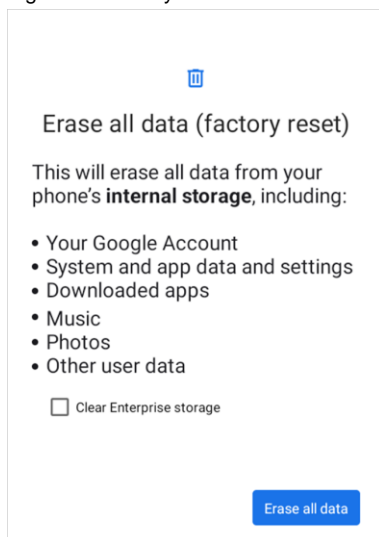 Erase all data (factory reset)
This will erase all data from your
phone's internal storage, including:
• Your Google Account
• System and app data and settings
• Downloaded apps
• Music
• Photos
• Other user data
Clear Enterprise storage
Erase all data